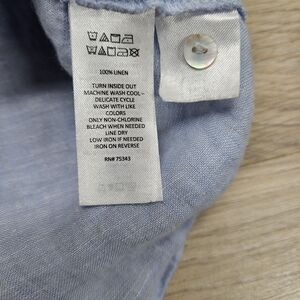 100% LINEN
TURN INSIDE OUT
MACHINE WASH COOL -
DELICATE CYCLE
WASH WITH LIKE
COLORS
ONLY NON-CHLORINE
BLEACH WHEN NEEDED
LINE DRY
LOW IRON IF NEEDED
IRON ON REVERSE
RN# 75343